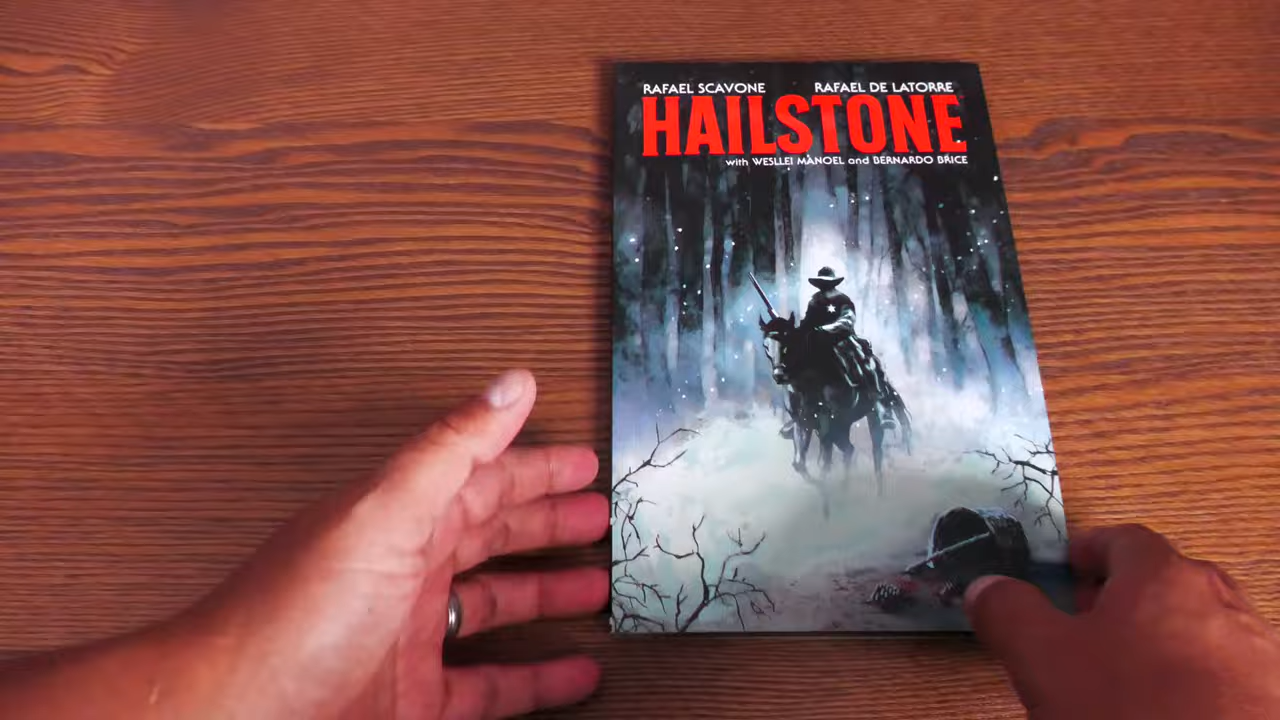 RAFAEL SCAVONE RAFAEL DE LATORRE
HAILSTONE
with WESLLEI MANOEL and BERNARDO BRICE